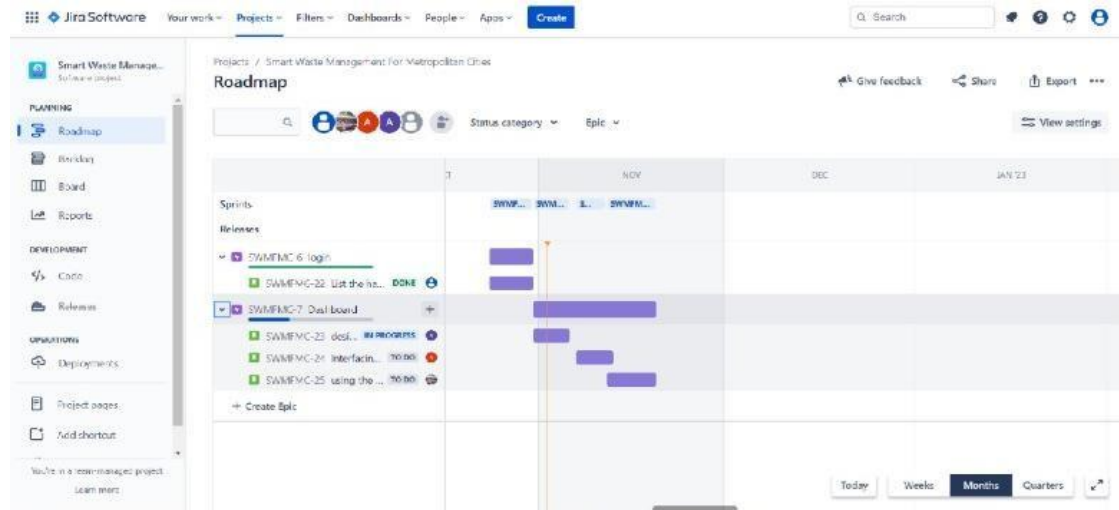 Jira Software Your work Projects Filters Dashboards People Apps Create Search
Smart Waste Manage...
Software project
PLANNING
Roadmap
Backlog
Board
Reports
DEVELOPMENT
Code
Releases
OPERATIONS
Deployments
Project pages
Add shortcut
You're in a team-managed project
Learn more
Projects / Smart Waste Management For Metropolitan Cities
Roadmap
Give feedback Share Export
Status category Epic View settings
T NOV DEC JAN '23
Sprints SWMF... SWM... S... SWMFM...
Releases
SWMFMC-6 login
SWMFMC-22 List the ne... DONE
SWMFMC-7 Dashboard
SWMFMC-23 desi... IN PROGRESS A
SWMFMC-24 Interfacin... TO DO A
SWMFMC-25 using the ... TO DO
+ Create Epic
Today Weeks Months Quarters